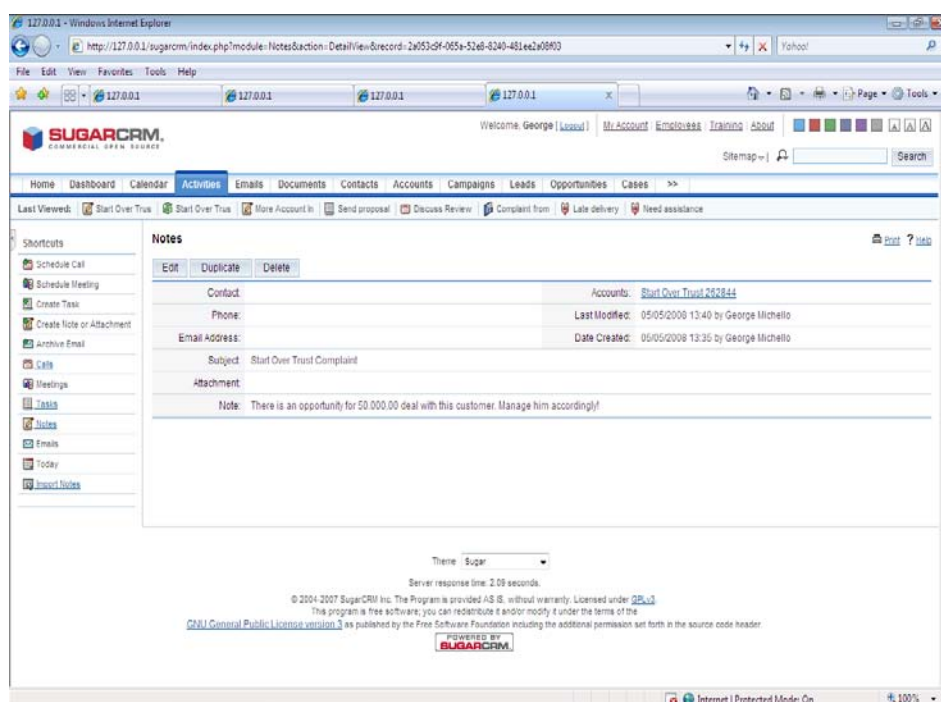 127.0.0.1 - Windows Internet Explorer
http://127.0.0.1/sugarcrm/index.php?module=Notes&action=DetailView&record=2a053c9f-065a-52e8-8240-481ee2a08f03
Yahoo!
File Edit View Favorites Tools Help
127.0.0.1 127.0.0.1 127.0.0.1 127.0.0.1 x Page Tools
SUGARCRM.
COMMERCIAL OPEN SOURCE
Welcome, George [Logout] My Account Employees Training About A A A
Sitemap Search
Home Dashboard Calendar Activities Emails Documents Contacts Accounts Campaigns Leads Opportunities Cases >>
Last Viewed: Start Over Trus Start Over Trus More Account In Send proposal Discuss Review Complaint from Late delivery Need assistance
Shortcuts
Schedule Call
Schedule Meeting
Create Task
Create Note or Attachment
Archive Email
Calls
Meetings
Tasks
Notes
Emails
Today
Import Notes
Notes
Print ? Help
Edit Duplicate Delete
Contact: Accounts: Start Over Trust 262844
Phone: Last Modified: 05/05/2008 13:40 by George Michello
Email Address: Date Created: 05/05/2008 13:35 by George Michello
Subject: Start Over Trust Complaint
Attachment:
Note: There is an opportunity for 50.000.00 deal with this customer. Manage him accordingly!
Theme Sugar
Server response time: 2.09 seconds.
© 2004-2007 SugarCRM Inc. The Program is provided AS IS, without warranty. Licensed under GPLv3.
This program is free software; you can redistribute it and/or modify it under the terms of the
GNU General Public License version 3 as published by the Free Software Foundation including the additional permission set forth in the source code header.
POWERED BY
SUGARCRM.
Internet | Protected Mode: On 100%